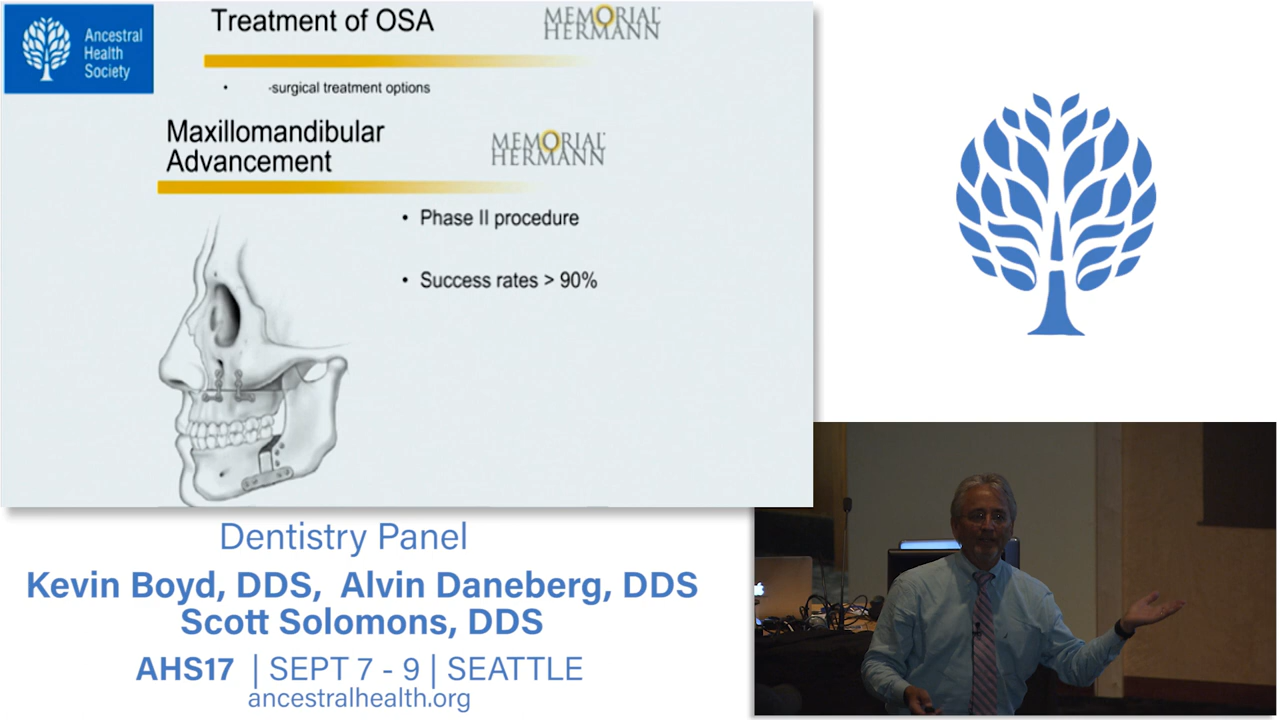 Ancestral
Health
Society
Treatment of OSA
MEMORIAL
HERMANN
• -surgical treatment options
Maxillomandibular
Advancement
MEMORIAL
HERMANN
• Phase II procedure
• Success rates > 90%
Dentistry Panel
Kevin Boyd, DDS, Alvin Daneberg, DDS
Scott Solomons, DDS
AHS17 | SEPT 7 - 9 | SEATTLE
ancestralhealth.org